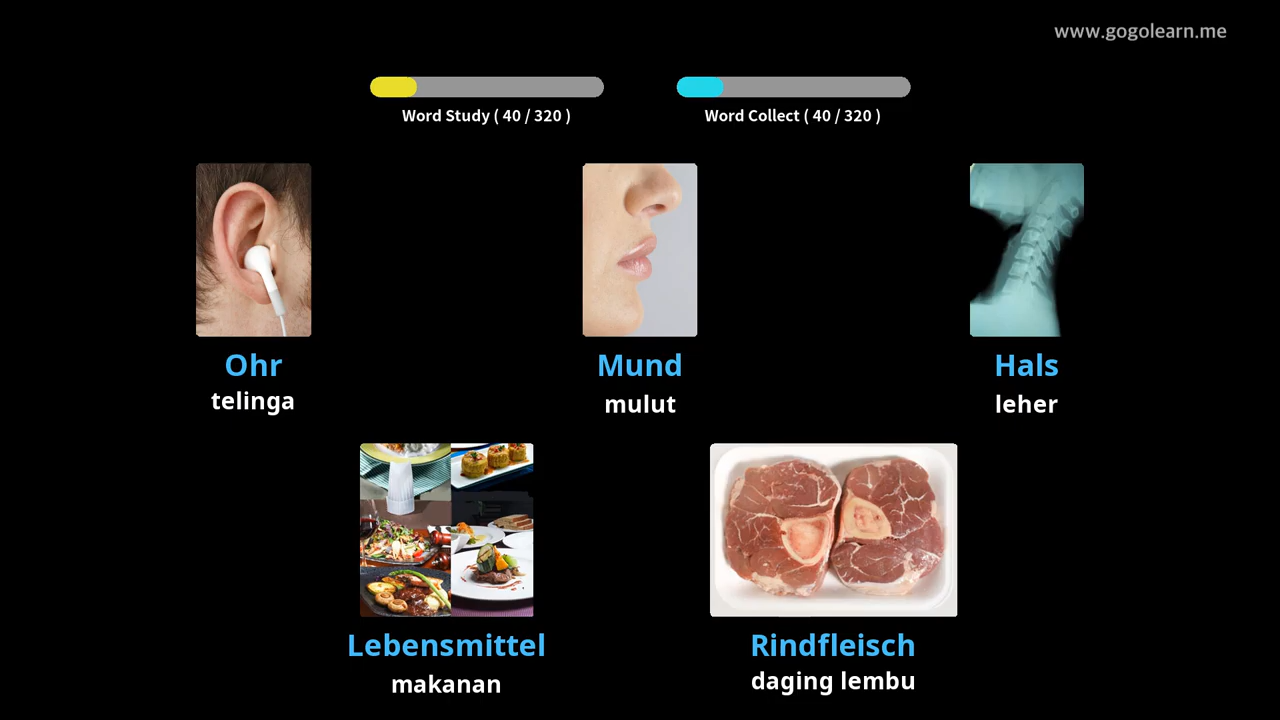 www.gogolearn.me
Word Study ( 40 / 320 )
Word Collect ( 40 / 320 )
Ohr
telinga
Mund
mulut
Hals
leher
Lebensmittel
makanan
Rindfleisch
daging lembu